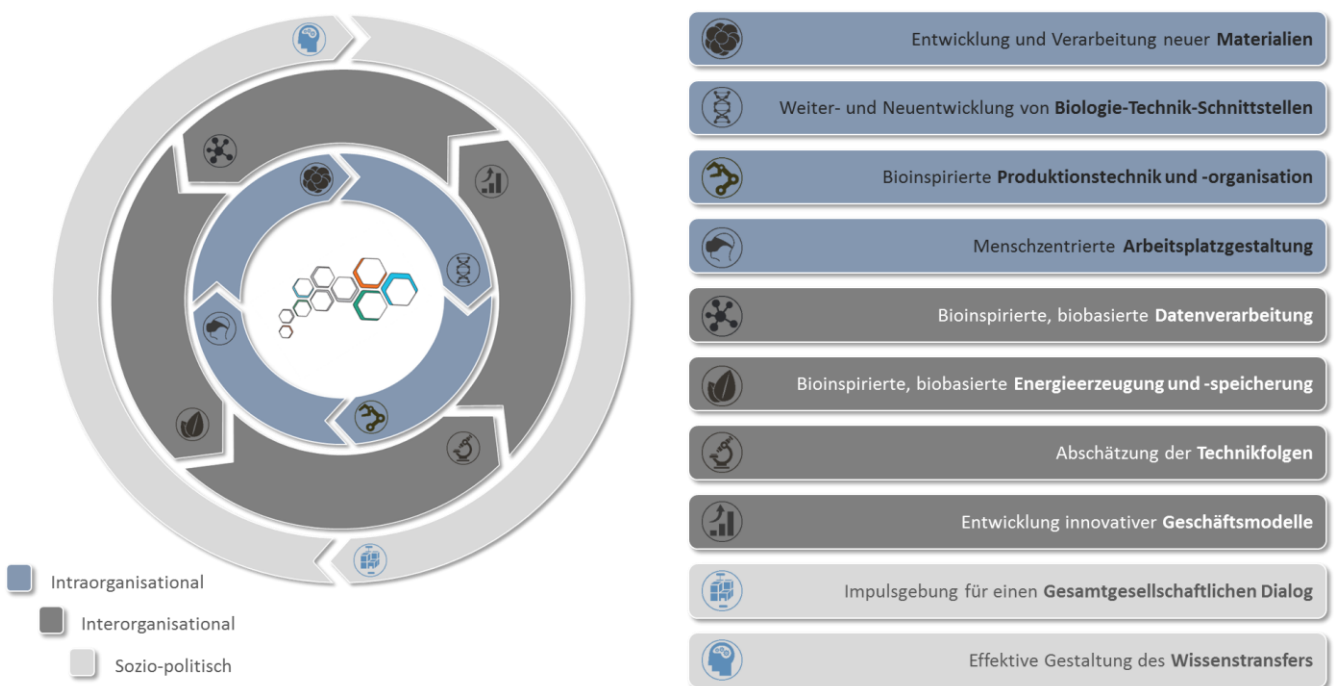 Entwicklung und Verarbeitung neuer Materialien
Weiter- und Neuentwicklung von Biologie-Technik-Schnittstellen
Bioinspirierte Produktionstechnik und -organisation
Menschzentrierte Arbeitsplatzgestaltung
Bioinspirierte, biobasierte Datenverarbeitung
Bioinspirierte, biobasierte Energieerzeugung und -speicherung
Abschätzung der Technikfolgen
Entwicklung innovativer Geschäftsmodelle
Impulsgebung für einen Gesamtgesellschaftlichen Dialog
Effektive Gestaltung des Wissenstransfers
Intraorganisational
Interorganisational
Sozio-politisch